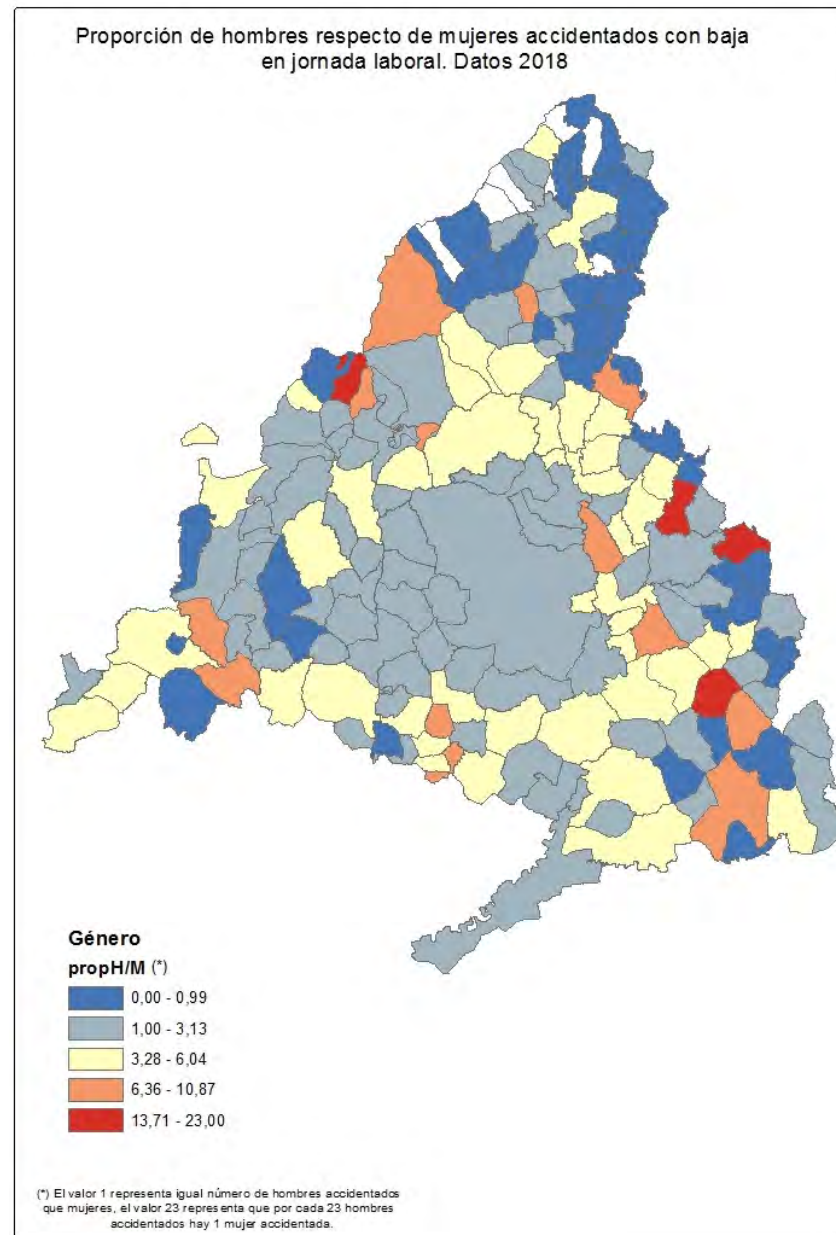 Proporción de hombres respecto de mujeres accidentados con baja
en jornada laboral. Datos 2018
Género
propH/M (*)
0,00 - 0,99
1,00 - 3,13
3,28 - 6,04
6,36 - 10,87
13,71 - 23,00
(*) El valor 1 representa igual número de hombres accidentados
que mujeres, el valor 23 representa que por cada 23 hombres
accidentados hay 1 mujer accidentada.